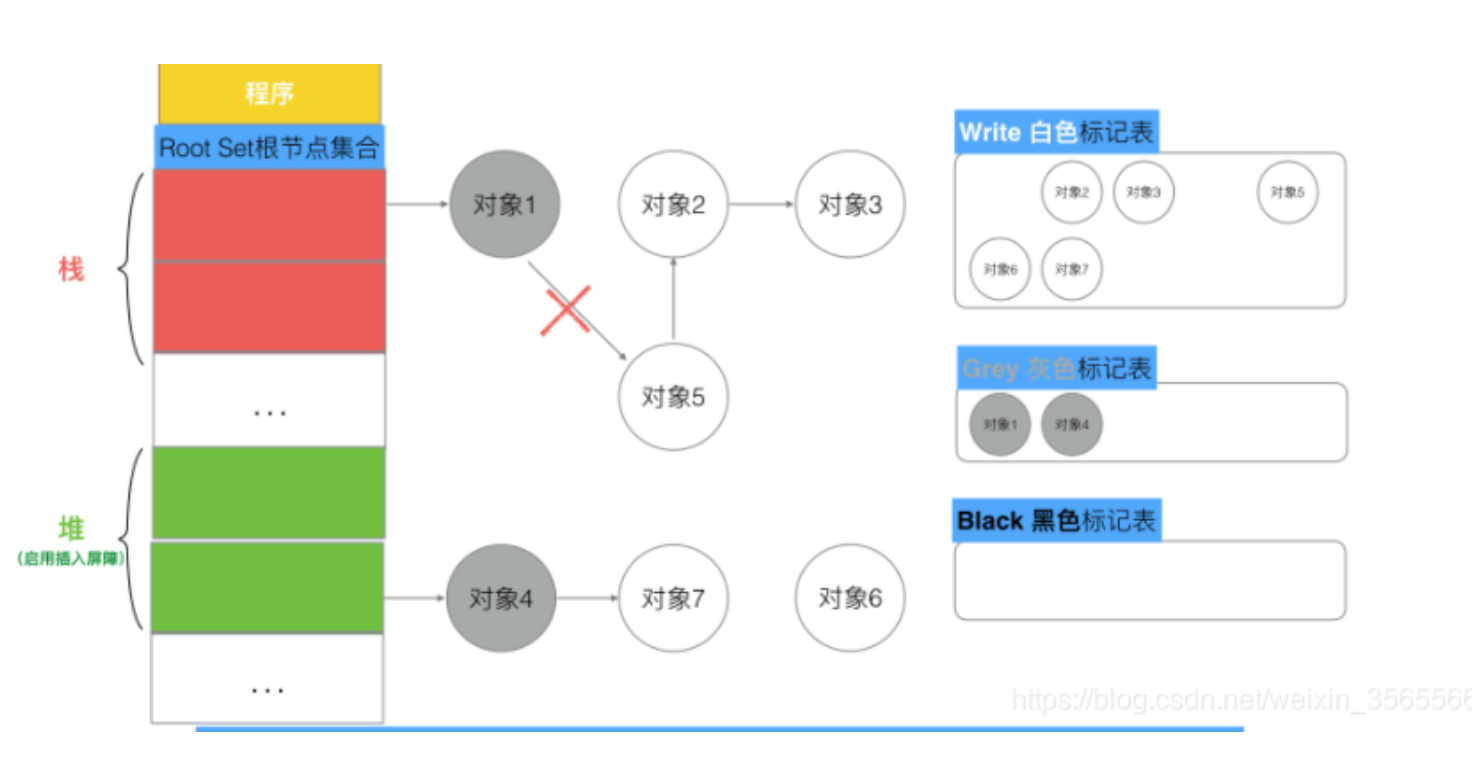 程序
Root Set根节点集合
栈
...
堆
(启用插入屏障)
...
对象1
对象2
对象3
对象5
对象4
对象7
对象6
Write 白色标记表
对象2
对象3
对象5
对象6
对象7
Grey 灰色标记表
对象1
对象4
Black 黑色标记表
https://blog.csdn.net/weixin_3565566